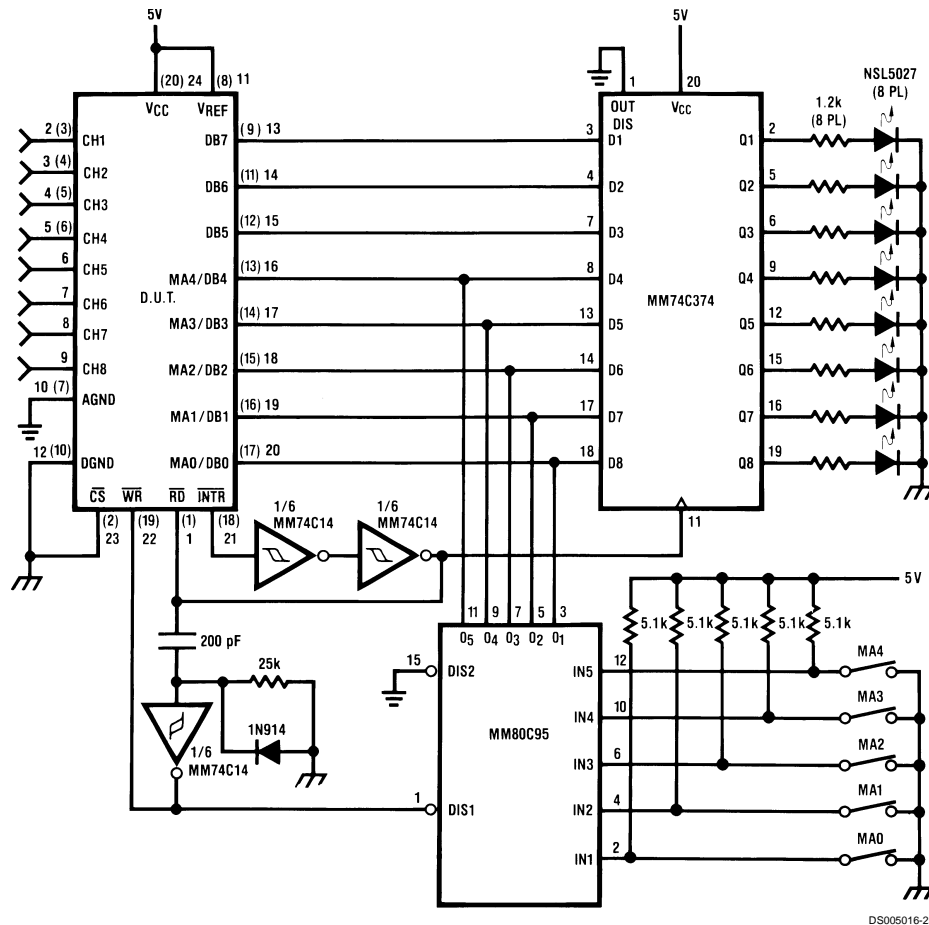 5V
5V
(20) 24
(8) 11
1
20
NSL5027
(8 PL)
VCC
VREF
OUT
DIS
VCC
1.2k
(8 PL)
2 (3)
CH1
DB7
(9) 13
3
D1
Q1
2
3 (4)
CH2
DB6
(11) 14
4
D2
Q2
5
4 (5)
CH3
DB5
(12) 15
7
D3
Q3
6
5 (6)
CH4
MA4/DB4
(13) 16
8
D4
Q4
9
6
CH5
D.U.T.
MM74C374
7
CH6
MA3/DB3
(14) 17
13
D5
Q5
12
8
CH7
MA2/DB2
(15) 18
14
D6
Q6
15
9
CH8
10 (7)
AGND
MA1/DB1
(16) 19
17
D7
Q7
16
12 (10)
DGND
MA0/DB0
(17) 20
18
D8
Q8
19
CS
WR
RD
INTR
(2)
23
(19)
22
(1)
1
(18)
21
1/6
MM74C14
1/6
MM74C14
11
5V
200 pF
11
9
7
5
3
O5
O4
O3
O2
O1
5.1k
5.1k
5.1k
5.1k
5.1k
25k
15
DIS2
IN5
12
MA4
1N914
1/6
MM74C14
MM80C95
IN4
10
MA3
IN3
6
MA2
1
DIS1
IN2
4
MA1
IN1
2
MA0
DS005016-2